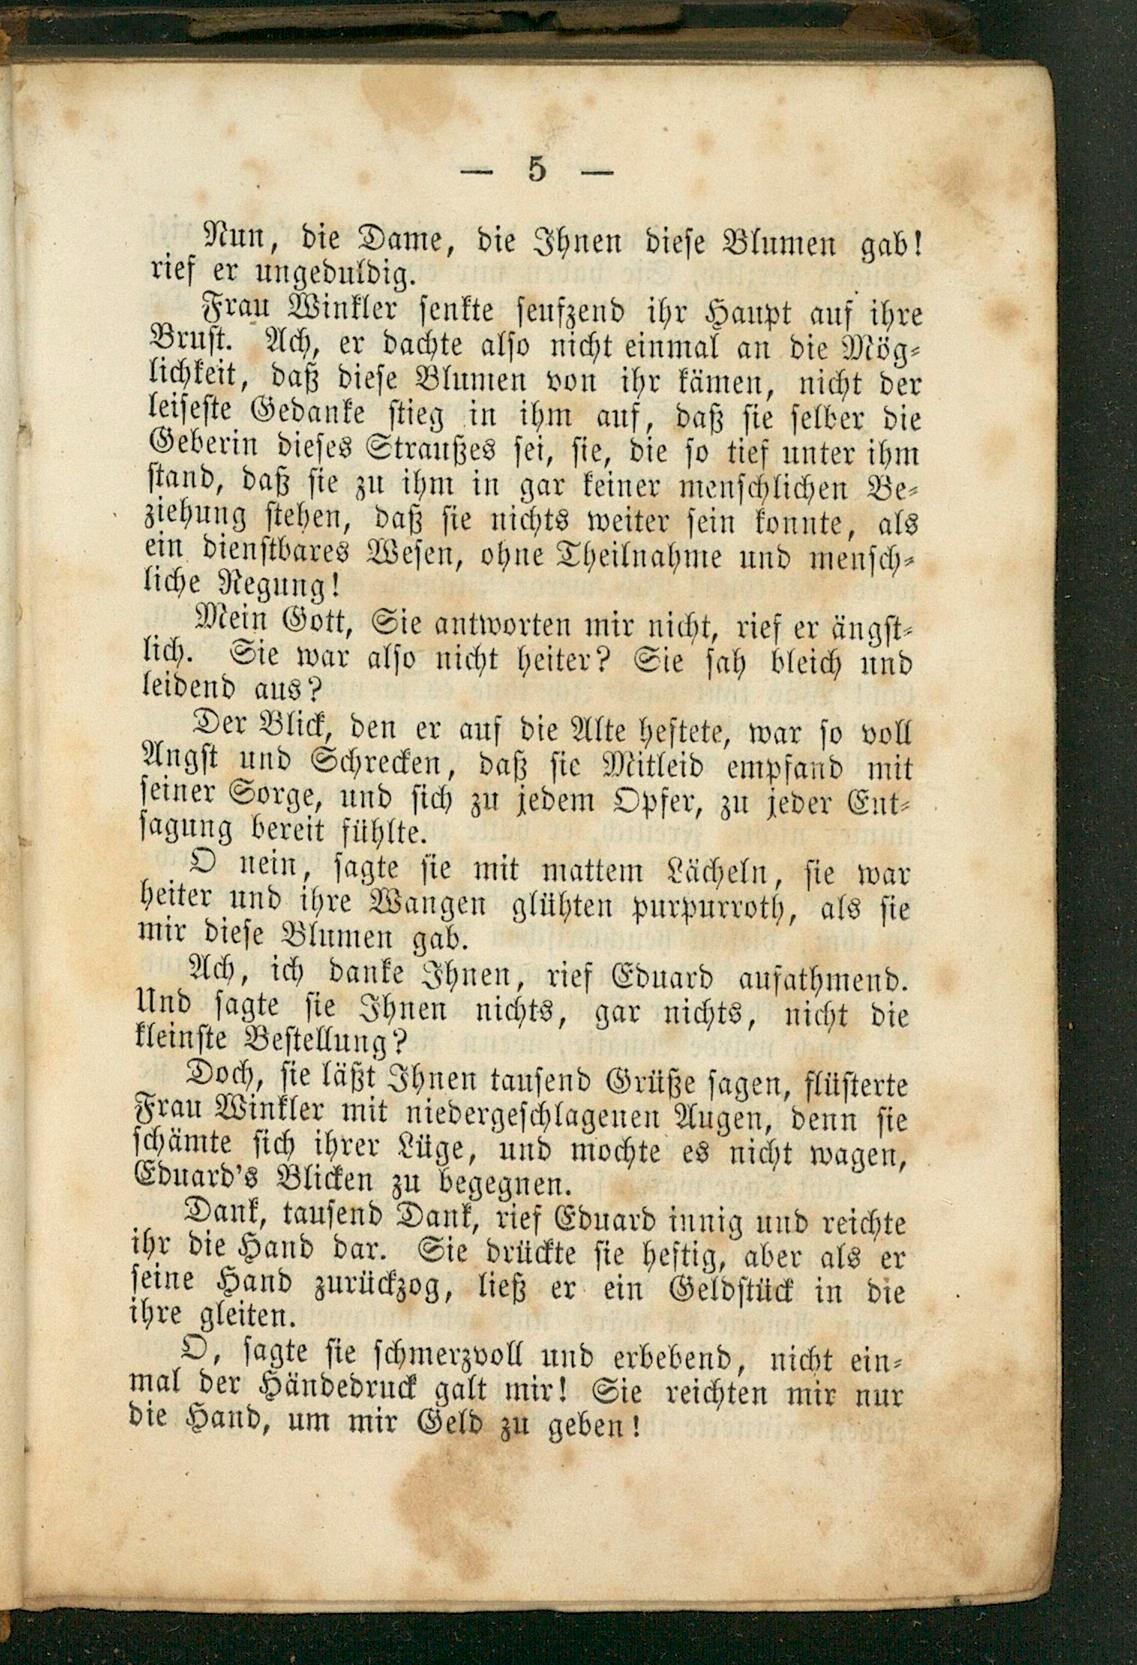 — 5 —
Nun, die Dame, die Ihnen diese Blumen gab!
rief er ungeduldig.
Frau Winkler senkte seufzend ihr Haupt auf ihre
Brust. Ach, er dachte also nicht einmal an die Mög-
lichkeit, daß diese Blumen von ihr kämen, nicht der
leiseste Gedanke stieg in ihm auf, daß sie selber die
Geberin dieses Straußes sei, sie, die so tief unter ihm
stand, daß sie zu ihm in gar keiner menschlichen Be-
ziehung stehen, daß sie nichts weiter sein konnte, als
ein dienstbares Wesen, ohne Theilnahme und mensch-
liche Regung!
Mein Gott, Sie antworten mir nicht, rief er ängst-
lich. Sie war also nicht heiter? Sie sah bleich und
leidend aus?
Der Blick, den er auf die Alte heftete, war so voll
Angst und Schrecken, daß sie Mitleid empfand mit
seiner Sorge, und sich zu jedem Opfer, zu jeder Ent-
sagung bereit fühlte.
O nein, sagte sie mit mattem Lächeln, sie war
heiter und ihre Wangen glühten purpurroth, als sie
mir diese Blumen gab.
Ach, ich danke Ihnen, rief Eduard aufathmend.
Und sagte sie Ihnen nichts, gar nichts, nicht die
kleinste Bestellung?
Doch, sie läßt Ihnen tausend Grüße sagen, flüsterte
Frau Winkler mit niedergeschlagenen Augen, denn sie
schämte sich ihrer Lüge, und mochte es nicht wagen,
Eduard's Blicken zu begegnen.
Dank, tausend Dank, rief Eduard innig und reichte
ihr die Hand dar. Sie drückte sie heftig, aber als er
seine Hand zurückzog, ließ er ein Geldstück in die
ihre gleiten.
O, sagte sie schmerzvoll und erbebend, nicht ein-
mal der Händedruck galt mir! Sie reichten mir nur
die Hand, um mir Geld zu geben!